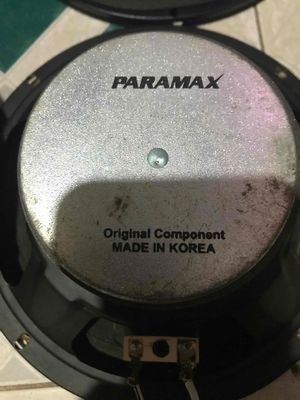 PARAMAX
Original Component
MADE IN KOREA